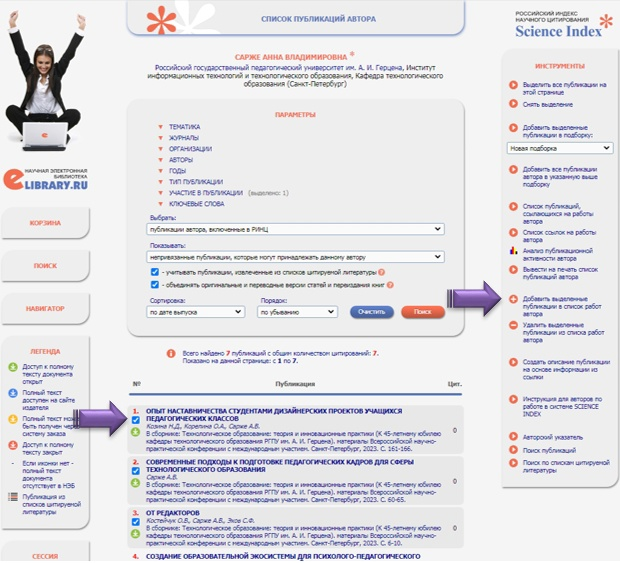 СПИСОК ПУБЛИКАЦИЙ АВТОРА
РОССИЙСКИЙ ИНДЕКС
НАУЧНОГО ЦИТИРОВАНИЯ
Science Index
САРЖЕ АННА ВЛАДИМИРОВНА *
Российский государственный педагогический университет им. А. И. Герцена, Институт
информационных технологий и технологического образования, Кафедра технологического
образования (Санкт-Петербург)
НАУЧНАЯ ЭЛЕКТРОННАЯ
БИБЛИОТЕКА
eLIBRARY.RU
КОРЗИНА
ПОИСК
НАВИГАТОР
ЛЕГЕНДА
Доступ к полному
тексту документа
открыт
Полный текст
доступен на сайте
издателя
Полный текст мож
быть получен чере
систему заказа
Доступ к полному
тексту закрыт
- Если иконки нет -
полный текст
документа
отсутствует в НЭБ
Публикация из
списков цитируемой
литературы
СЕССИЯ
ПАРАМЕТРЫ
ТЕМАТИКА
ЖУРНАЛЫ
ОРГАНИЗАЦИИ
АВТОРЫ
ГОДЫ
ТИП ПУБЛИКАЦИИ
УЧАСТИЕ В ПУБЛИКАЦИИ (выделено: 1)
КЛЮЧЕВЫЕ СЛОВА
Выбрать:
публикации автора, включенные в РИНЦ
Показывать:
непривязанные публикации, которые могут принадлежать данному автору
- учитывать публикации, извлеченные из списков цитируемой литературы
- объединять оригинальные и переводные версии статей и переиздания книг
Сортировка:
Порядок:
по дате выпуска
по убыванию
Очистить
Поиск
Всего найдено 7 публикаций с общим количеством цитирований: 7.
Показано на данной странице: с 1 по 7.
№
Публикация
Цит.
1. ОПЫТ НАСТАВНИЧЕСТВА СТУДЕНТАМИ ДИЗАЙНЕРСКИХ ПРОЕКТОВ УЧАЩИХСЯ
ПЕДАГОГИЧЕСКИХ КЛАССОВ
Козина Н.Д., Корепина О.А., Сарже А.В.
В сборнике: Технологическое образование: теория и инновационные практики (К 45-летнему юбилею
кафедры технологического образования РГПУ им. А. И. Герцена). материалы Всероссийской научно-
практической конференции с международным участием. Санкт-Петербург, 2023. С. 161-166.
0
2. СОВРЕМЕННЫЕ ПОДХОДЫ К ПОДГОТОВКЕ ПЕДАГОГИЧЕСКИХ КАДРОВ ДЛЯ СФЕРЫ
ТЕХНОЛОГИЧЕСКОГО ОБРАЗОВАНИЯ
Сарже А.В.
В сборнике: Технологическое образование: теория и инновационные практики (К 45-летнему юбилею
кафедры технологического образования РГПУ им. А. И. Герцена). материалы Всероссийской научно-
практической конференции с международным участием. Санкт-Петербург, 2023. С. 60-65.
0
3. ОТ РЕДАКТОРОВ
Костейчук О.В., Сарже А.В., Эков С.Ф.
В сборнике: Технологическое образование: теория и инновационные практики (К 45-летнему юбилею
кафедры технологического образования РГПУ им. А. И. Герцена). материалы Всероссийской научно-
практической конференции с международным участием. Санкт-Петербург, 2023. С. 6-10.
0
4. СОЗДАНИЕ ОБРАЗОВАТЕЛЬНОЙ ЭКОСИСТЕМЫ ДЛЯ ПСИХОЛОГО-ПЕДАГОГИЧЕСКОГО
ИНСТРУМЕНТЫ
Выделить все публикации на
этой странице
Снять выделение
Добавить выделенные
публикации в подборку:
Новая подборка
Добавить все публикации
автора в указанную выше
подборку
Список публикаций,
ссылающихся на работы
автора
Список ссылок на работы
автора
Анализ публикационной
активности автора
Вывести на печать список
публикаций автора
Добавить выделенные
публикации в список работ
автора
Удалить выделенные
публикации из списка работ
автора
Создать описание публикации
на основе информации из
ссылки
Инструкция для авторов по
работе в системе SCIENCE
INDEX
Авторский указатель
Поиск публикаций
Поиск по спискам цитируемой
литературы